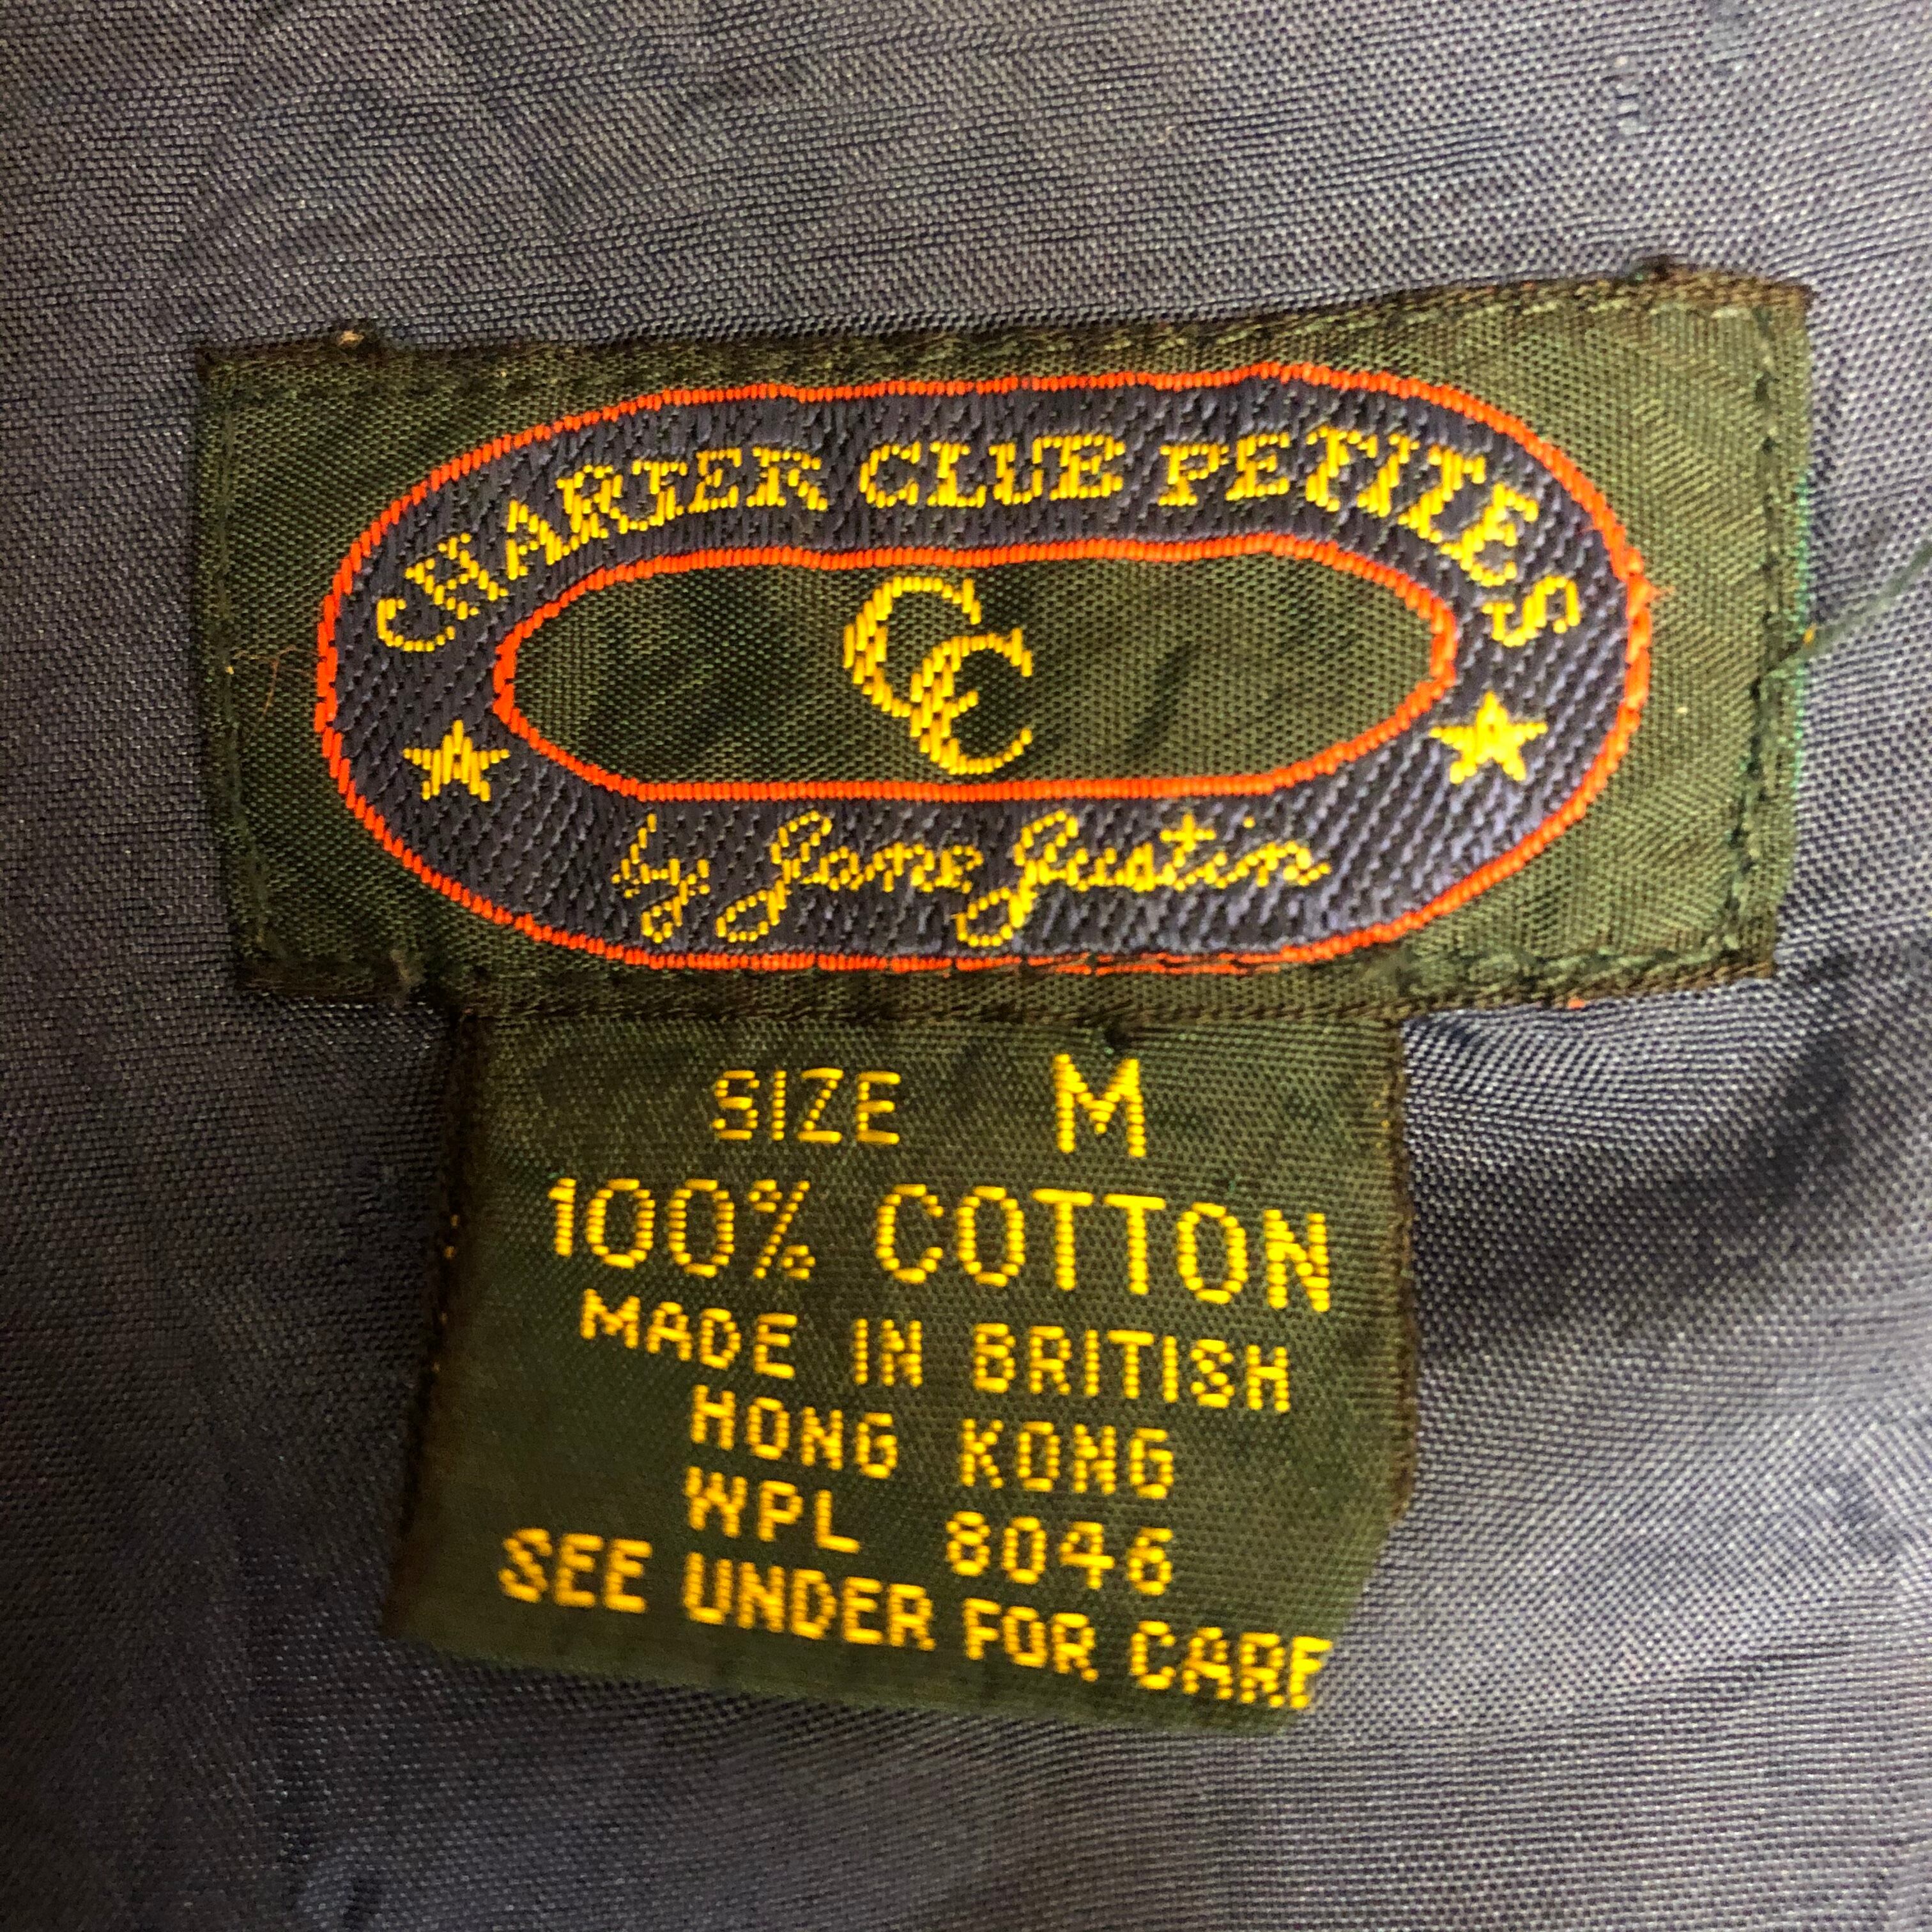 CHARTER CLUB PETITES
CC
by Jane Justin
SIZE M
100% COTTON
MADE IN BRITISH
HONG KONG
WPL 8046
SEE UNDER FOR CARE